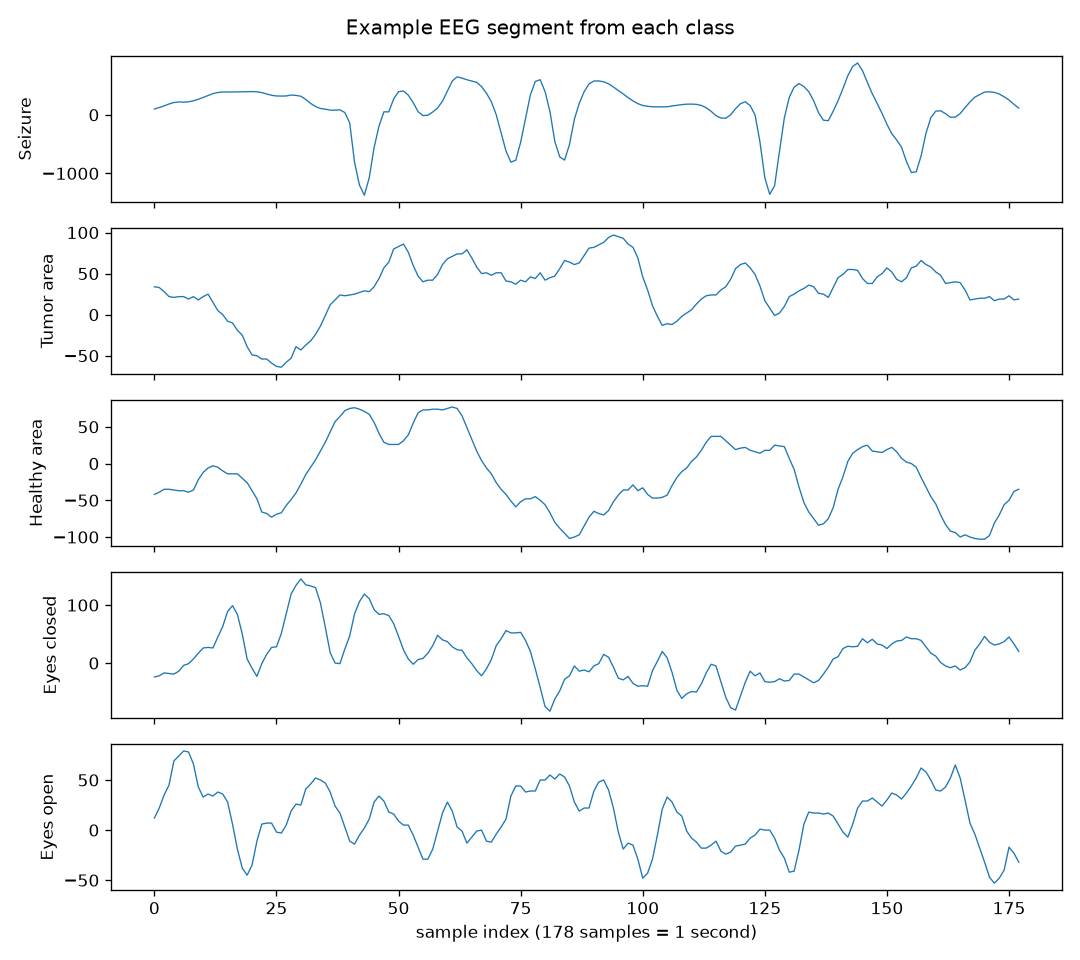 Example EEG segment from each class
Seizure
0
−1000
Tumor area
100
50
0
−50
Healthy area
50
0
−50
−100
Eyes closed
100
0
Eyes open
50
0
−50
0 25 50 75 100 125 150 175
sample index (178 samples = 1 second)